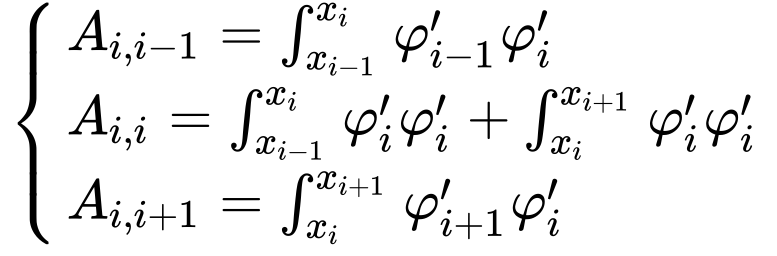 A_{i,i-1} = \int_{x_{i-1}}^{x_i} \varphi'_{i-1} \varphi'_i
A_{i,i} = \int_{x_{i-1}}^{x_i} \varphi'_i \varphi'_i + \int_{x_i}^{x_{i+1}} \varphi'_i \varphi'_i
A_{i,i+1} = \int_{x_i}^{x_{i+1}} \varphi'_{i+1} \varphi'_i